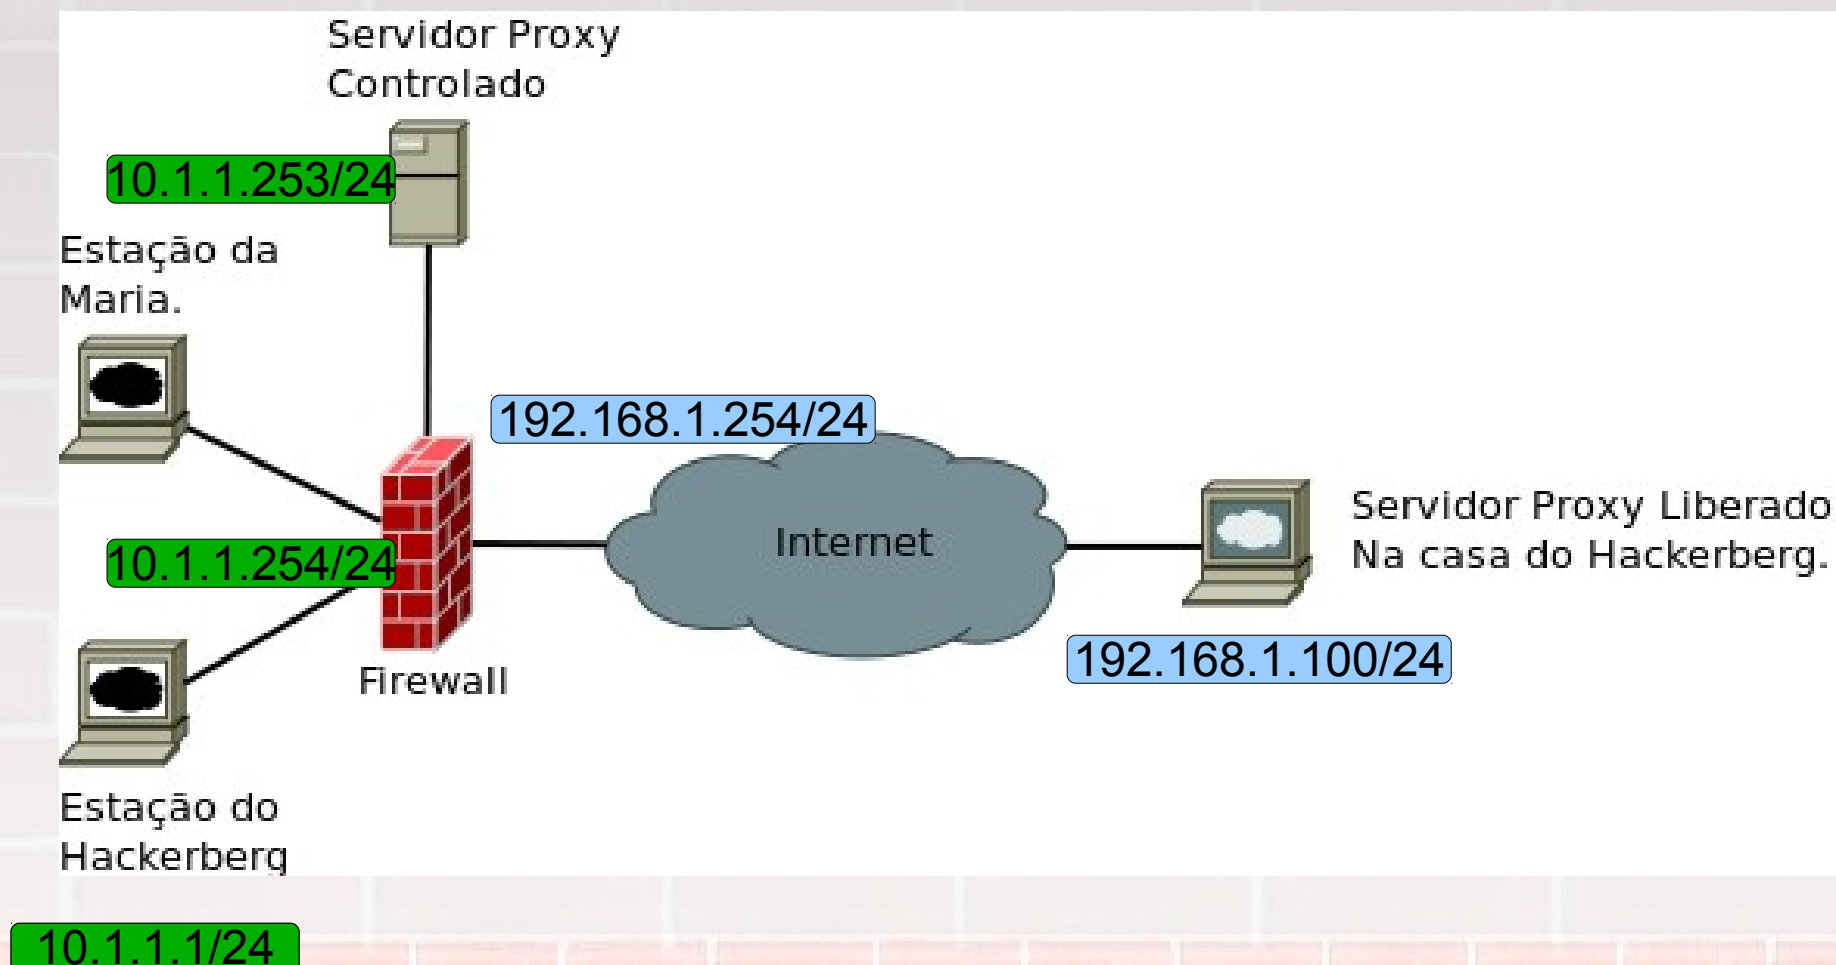 Servidor Proxy
Controlado
10.1.1.253/24
Estação da
Maria.
192.168.1.254/24
Internet
Servidor Proxy Liberado
Na casa do Hackerberg.
10.1.1.254/24
192.168.1.100/24
Firewall
Estação do
Hackerberg
10.1.1.1/24